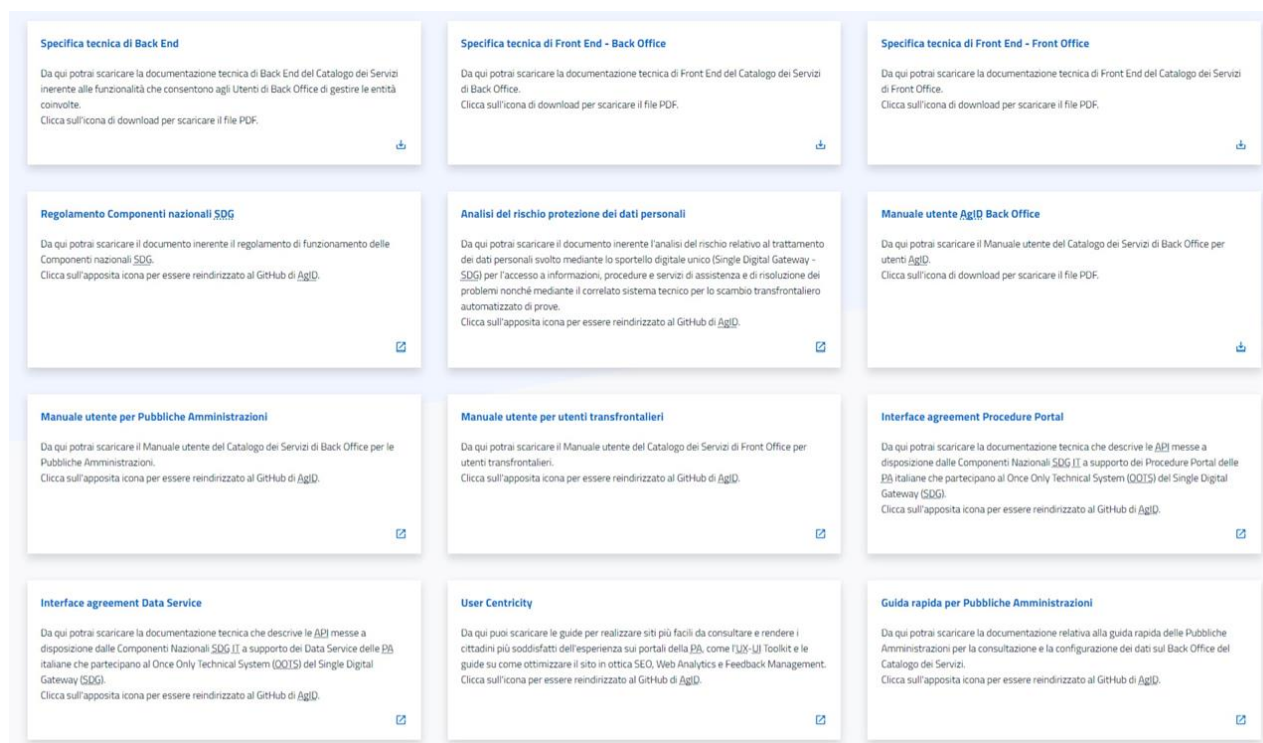 Specifica tecnica di Back End
Da qui potrai scaricare la documentazione tecnica di Back End del Catalogo dei Servizi
inerente alle funzionalità che consentono agli Utenti di Back Office di gestire le entità
coinvolte.
Clicca sull'icona di download per scaricare il file PDF.
Specifica tecnica di Front End - Back Office
Da qui potrai scaricare la documentazione tecnica di Front End del Catalogo dei Servizi
di Back Office.
Clicca sull'icona di download per scaricare il file PDF.
Specifica tecnica di Front End - Front Office
Da qui potrai scaricare la documentazione tecnica di Front End del Catalogo dei Servizi
di Front Office.
Clicca sull'icona di download per scaricare il file PDF.
Regolamento Componenti nazionali SDG
Da qui potrai scaricare il documento inerente il regolamento di funzionamento delle
Componenti nazionali SDG.
Clicca sull'apposita icona per essere reindirizzato al GitHub di AgID.
Analisi del rischio protezione dei dati personali
Da qui potrai scaricare il documento inerente l'analisi del rischio relativo al trattamento
dei dati personali svolto mediante lo sportello digitale unico (Single Digital Gateway -
SDG) per l'accesso a informazioni, procedure e servizi di assistenza e di risoluzione dei
problemi nonché mediante il correlato sistema tecnico per lo scambio transfrontaliero
automatizzato di prove.
Clicca sull'apposita icona per essere reindirizzato al GitHub di AgID.
Manuale utente AgID Back Office
Da qui potrai scaricare il Manuale utente del Catalogo dei Servizi di Back Office per
utenti AgID.
Clicca sull'icona di download per scaricare il file PDF.
Manuale utente per Pubbliche Amministrazioni
Da qui potrai scaricare il Manuale utente del Catalogo dei Servizi di Back Office per le
Pubbliche Amministrazioni.
Clicca sull'apposita icona per essere reindirizzato al GitHub di AgID.
Manuale utente per utenti transfrontalieri
Da qui potrai scaricare il Manuale utente del Catalogo dei Servizi di Front Office per
utenti transfrontalieri.
Clicca sull'apposita icona per essere reindirizzato al GitHub di AgID.
Interface agreement Procedure Portal
Da qui potrai scaricare la documentazione tecnica che descrive le API messe a
disposizione dalle Componenti Nazionali SDG IT a supporto dei Procedure Portal delle
PA italiane che partecipano al Once Only Technical System (OOTS) del Single Digital
Gateway (SDG).
Clicca sull'apposita icona per essere reindirizzato al GitHub di AgID.
Interface agreement Data Service
Da qui potrai scaricare la documentazione tecnica che descrive le API messe a
disposizione dalle Componenti Nazionali SDG IT a supporto dei Data Service delle PA
italiane che partecipano al Once Only Technical System (OOTS) del Single Digital
Gateway (SDG).
Clicca sull'apposita icona per essere reindirizzato al GitHub di AgID.
User Centricity
Da qui puoi scaricare le guide per realizzare siti più facili da consultare e rendere i
cittadini più soddisfatti dell'esperienza sui portali della PA, come l'UX-UI Toolkit e le
guide su come ottimizzare il sito in ottica SEO, Web Analytics e Feedback Management.
Clicca sull'icona per essere reindirizzato al GitHub di AgID.
Guida rapida per Pubbliche Amministrazioni
Da qui potrai scaricare la documentazione relativa alla guida rapida delle Pubbliche
Amministrazioni per la consultazione e la configurazione dei dati sul Back Office del
Catalogo dei Servizi.
Clicca sull'apposita icona per essere reindirizzato al GitHub di AgID.